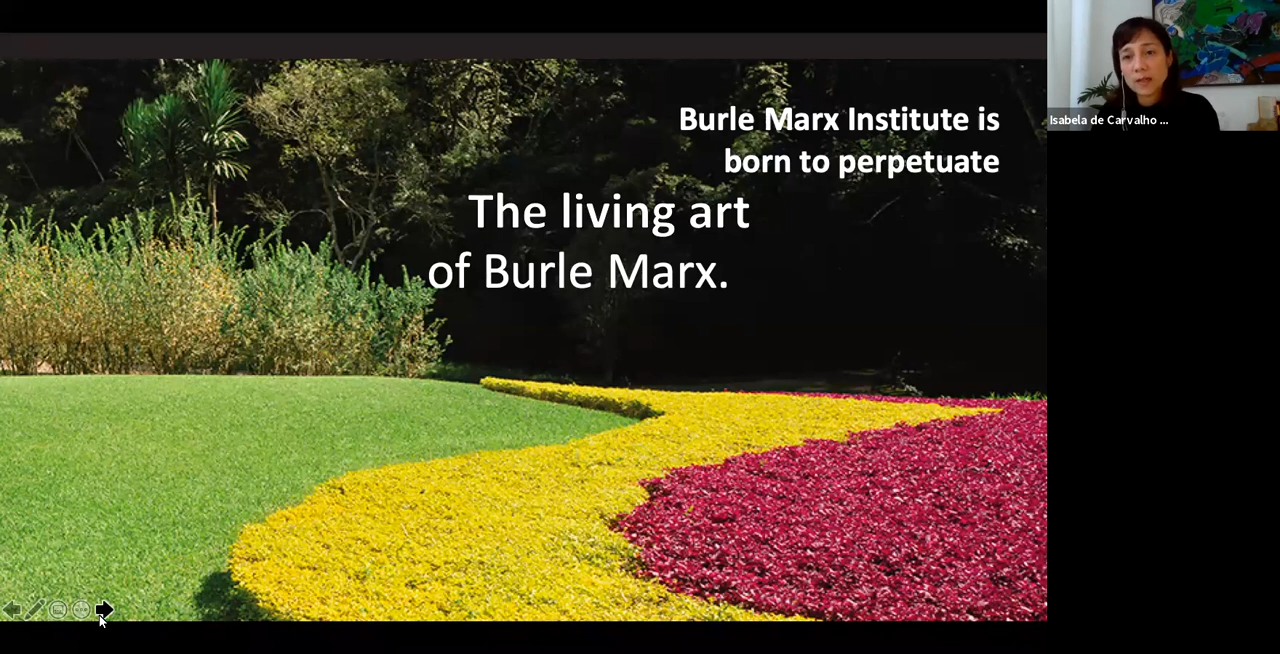 Burle Marx Institute is
born to perpetuate
The living art
of Burle Marx.
Isabela de Carvalho ...